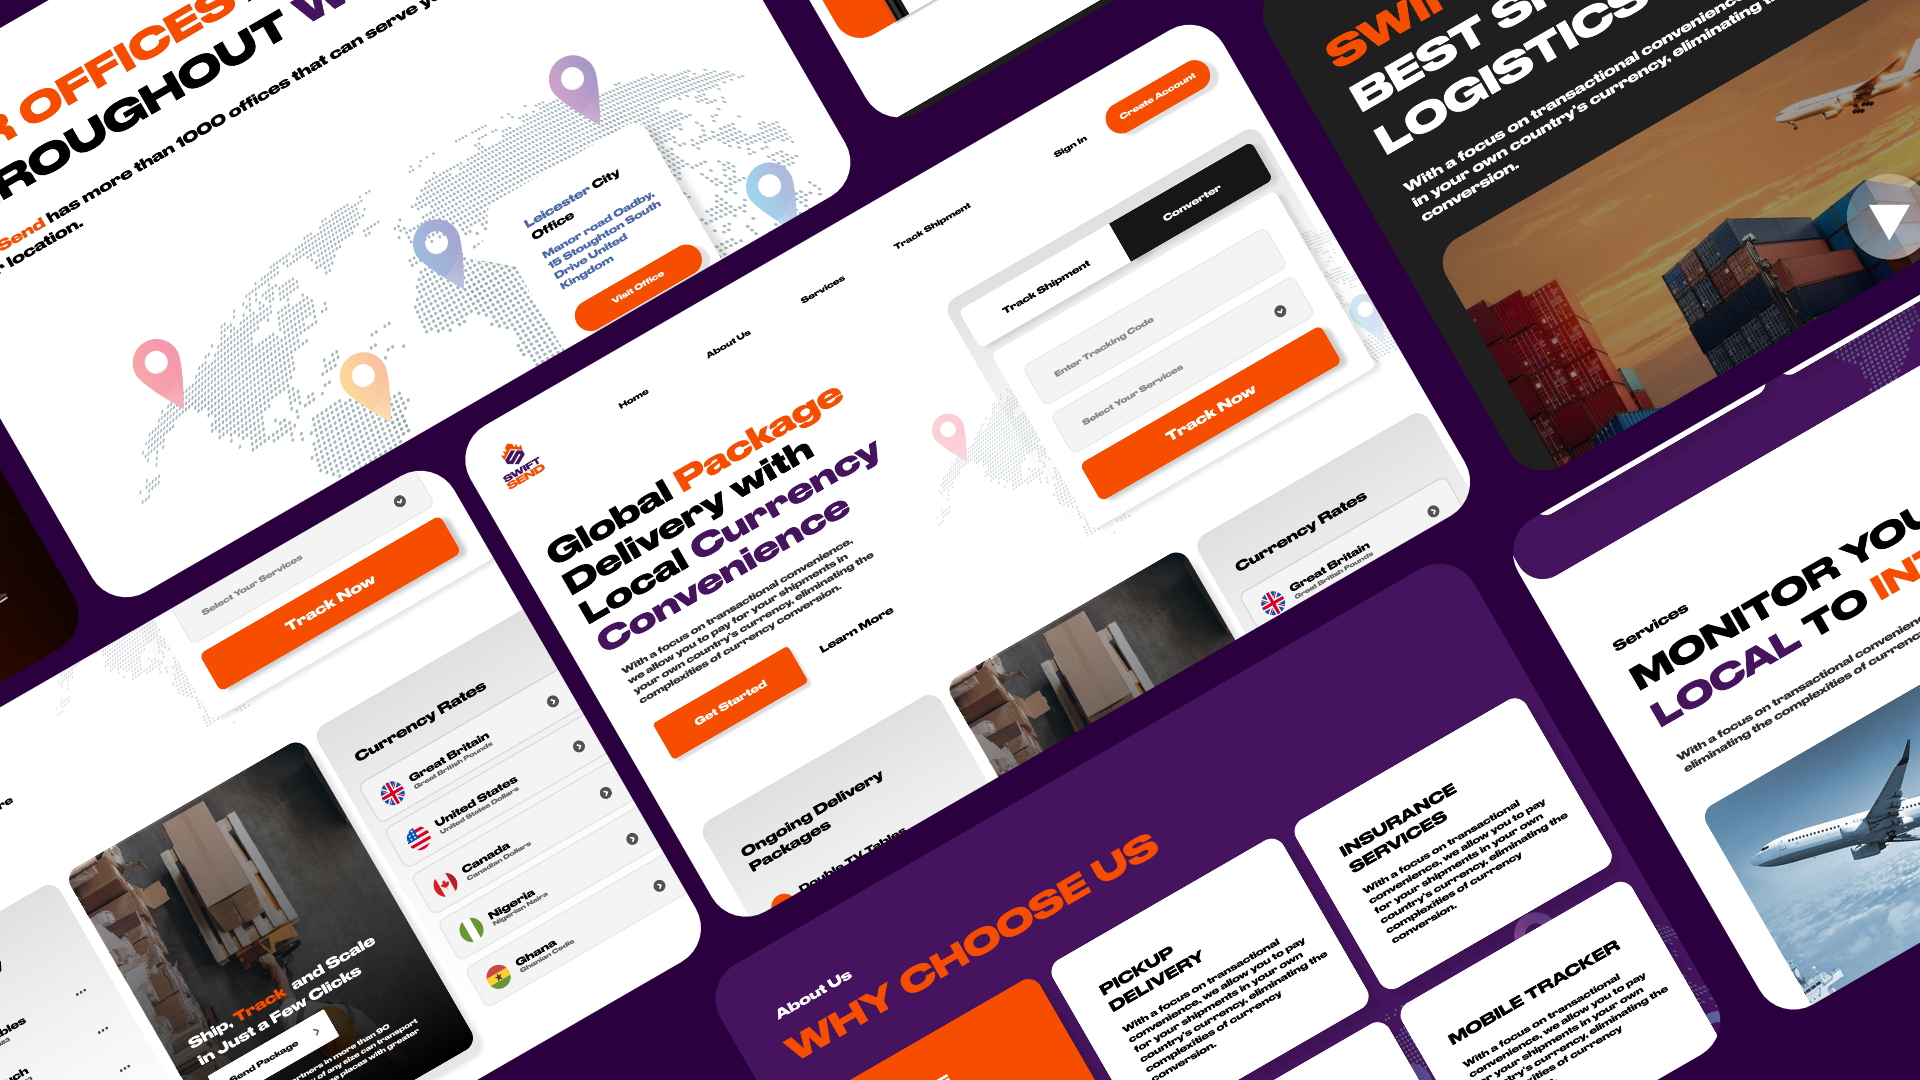 OFFICES
ROUGHOUT
Send has more than 1000 offices that can serve
location.
Leicester City
Office
Manor road Oadby,
15 Stoughton South
Drive United
Kingdom
Visit Office
SWIFT
SEND
Home
About Us
Services
Track Shipment
Sign In
Create Account
Global Package
Delivery with
Local Currency
Convenience
With a focus on transactional convenience,
we allow you to pay for your shipments in
your own country's currency, eliminating the
complexities of currency conversion.
Get Started
Learn More
Track Shipment
Converter
Enter Tracking Code
Select Your Services
Track Now
Currency Rates
Great Britain
Great British Pounds
Ongoing Delivery
Packages
Double TV Tables
BEST
LOGISTICS
With a focus on transactional convenience
in your own country's currency, eliminating
conversion.
Select Your Services
Track Now
Currency Rates
Great Britain
Great British Pounds
United States
United States Dollars
Canada
Canadian Dollars
Nigeria
Nigerian Naira
Ghana
Ghanian Cedis
Ship, Track and Scale
in Just a Few Clicks
Send Package
in more than 90
of any size can transport
places with greater
About Us
WHY CHOOSE US
PICKUP
DELIVERY
With a focus on transactional
convenience, we allow you to pay
for your shipments in your own
country's currency, eliminating the
complexities of currency
conversion.
INSURANCE
SERVICES
With a focus on transactional
convenience, we allow you to pay
for your shipments in your own
country's currency, eliminating the
complexities of currency
conversion.
MOBILE TRACKER
With a focus on transactional
convenience, we allow you to pay
for your shipments in your own
country's currency, eliminating the
complexities of currency
Services
MONITOR YOU
LOCAL TO
With a focus on transactional
eliminating the complexities of